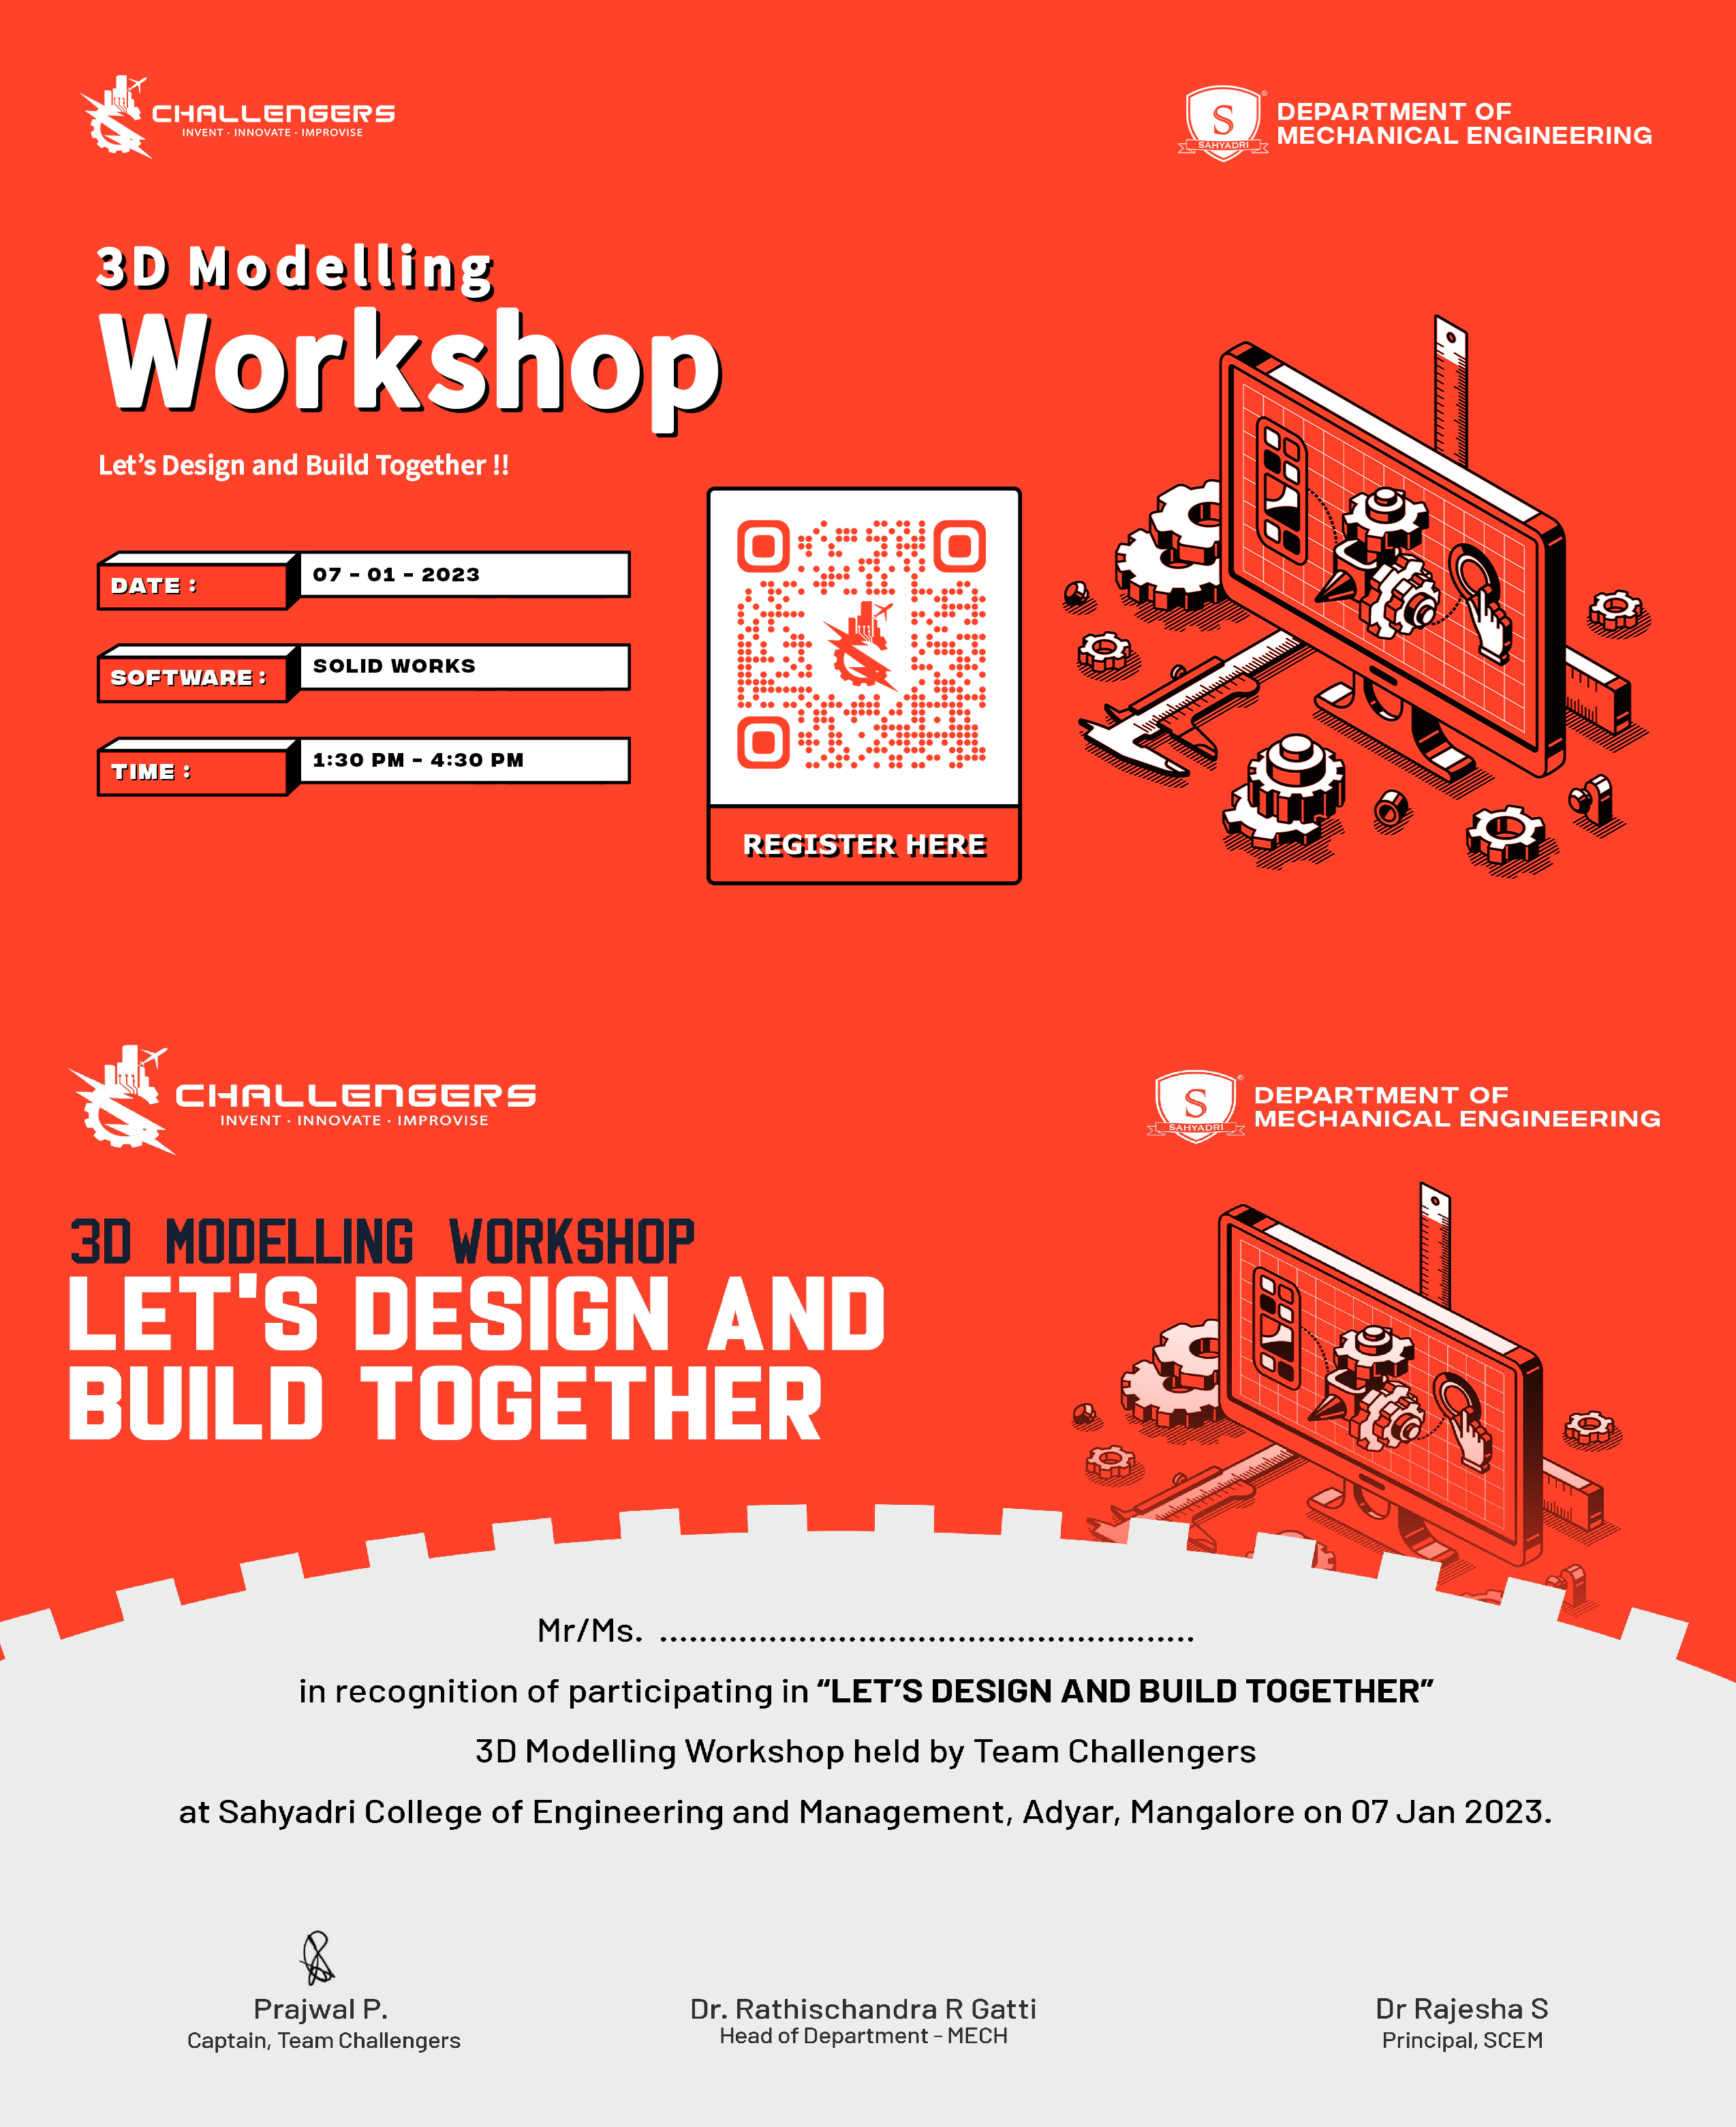 CHALLENGERS
INVENT · INNOVATE · IMPROVISE
S
SAHYADRI
®
DEPARTMENT OF
MECHANICAL ENGINEERING
3D Modelling
Workshop
Let's Design and Build Together !!
DATE : 07 - 01 - 2023
SOFTWARE : SOLID WORKS
TIME : 1:30 PM - 4:30 PM
REGISTER HERE
CHALLENGERS
INVENT · INNOVATE · IMPROVISE
S
SAHYADRI
®
DEPARTMENT OF
MECHANICAL ENGINEERING
3D MODELLING WORKSHOP
LET'S DESIGN AND
BUILD TOGETHER
Mr/Ms. ......................................................
in recognition of participating in “LET’S DESIGN AND BUILD TOGETHER”
3D Modelling Workshop held by Team Challengers
at Sahyadri College of Engineering and Management, Adyar, Mangalore on 07 Jan 2023.
Prajwal P.
Captain, Team Challengers
Dr. Rathischandra R Gatti
Head of Department - MECH
Dr Rajesha S
Principal, SCEM